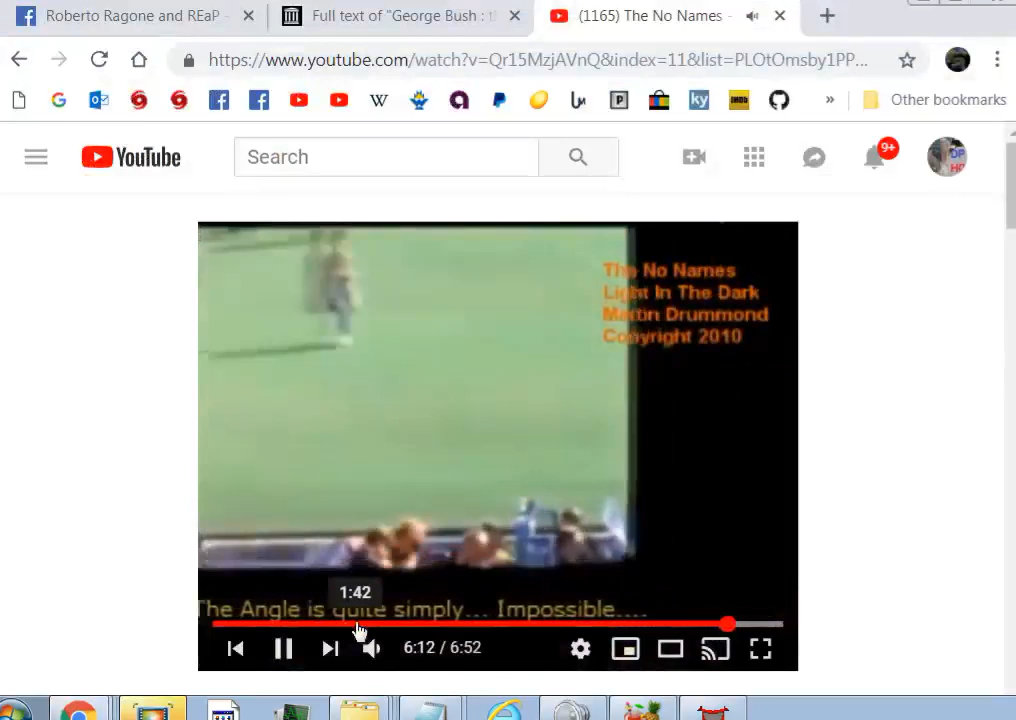 Roberto Ragone and REaP -
Full text of "George Bush : t
(1165) The No Names -
https://www.youtube.com/watch?v=Qr15MzjAVnQ&index=11&list=PLOtOmsby1PP...
G
W
P
ky
IMDb
»
Other bookmarks
YouTube
Search
9+
The No Names
Light In The Dark
Martin Drummond
Copyright 2010
1:42
The Angle is quite simply... Impossible....
6:12 / 6:52